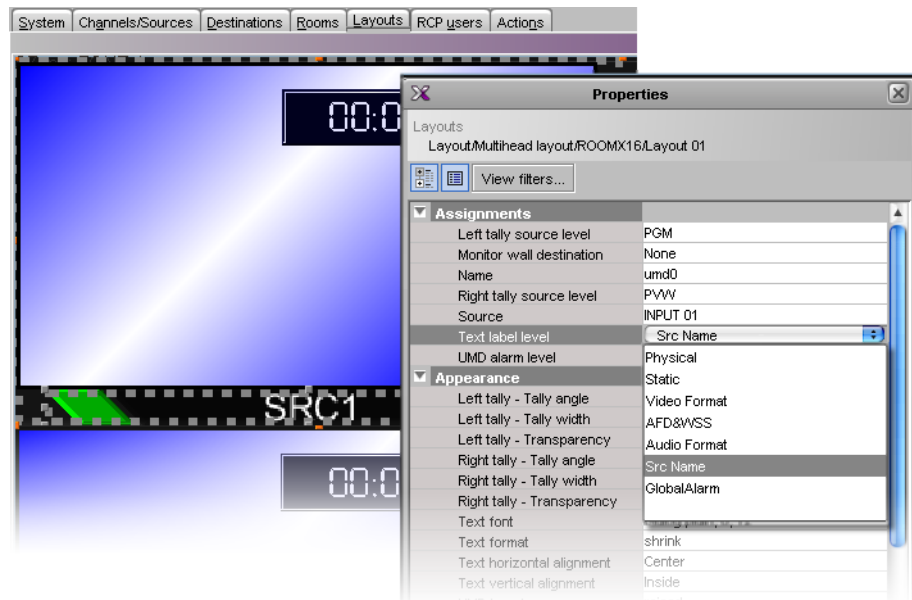 System Channels/Sources Destinations Rooms Layouts RCP users Actions
00:0
Properties
Layouts
Layout/Multihead layout/ROOMX16/Layout 01
View filters...
Assignments
Left tally source level PGM
Monitor wall destination None
Name umd0
Right tally source level PVW
Source INPUT 01
Text label level Src Name
UMD alarm level
Physical
Static
Video Format
AFD&WSS
Audio Format
Src Name
GlobalAlarm
Appearance
Left tally - Tally angle
Left tally - Tally width
Left tally - Transparency
Right tally - Tally angle
Right tally - Tally width
Right tally - Transparency
Text font
Text format shrink
Text horizontal alignment Center
Text vertical alignment Inside
SRC1
00:0